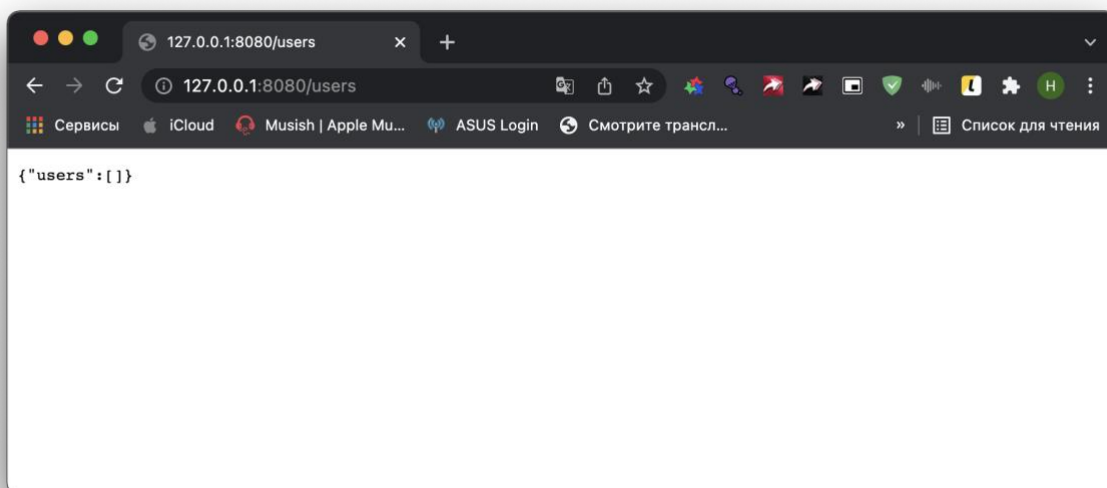 127.0.0.1:8080/users
127.0.0.1:8080/users
Сервисы iCloud Musish | Apple Mu... ASUS Login Смотрите трансл... » Список для чтения
{"users":[]}